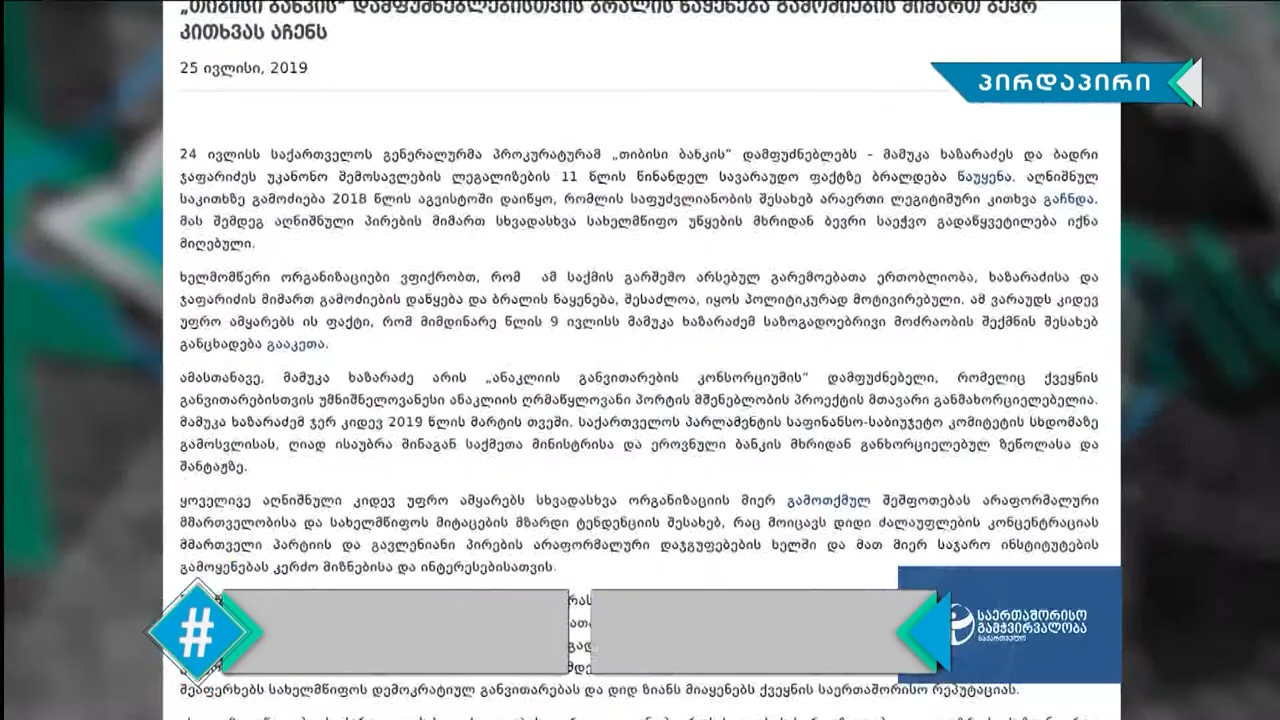 „თიბისი ბანკის“ დამფუძნებლებისთვის ბრალის წაყენება გამოძიების მიმართ ბევრ
კითხვას აჩენს
25 ივლისი, 2019
პირდაპირი
24 ივლისს საქართველოს გენერალურმა პროკურატურამ „თიბისი ბანკის“ დამფუძნებლებს – მამუკა ხაზარაძეს და ბადრი
ჯაფარიძეს უკანონო შემოსავლების ლეგალიზების 11 წლის წინანდელ სავარაუდო ფაქტზე ბრალდება წაუყენა. აღნიშნულ
საკითხზე გამოძიება 2018 წლის აგვისტოში დაიწყო, რომლის საფუძვლიანობის შესახებ არაერთი ლეგიტიმური კითხვა გაჩნდა.
მას შემდეგ აღნიშნული პირების მიმართ სხვადასხვა სახელმწიფო უწყების მხრიდან ბევრი საეჭვო გადაწყვეტილება იქნა
მიღებული.
ხელმომწერი ორგანიზაციები ვფიქრობთ, რომ ამ საქმის გარშემო არსებულ გარემოებათა ერთობლიობა, ხაზარაძისა და
ჯაფარიძის მიმართ გამოძიების დაწყება და ბრალის წაყენება, შესაძლოა, იყოს პოლიტიკურად მოტივირებული. ამ ვარაუდს კიდევ
უფრო ამყარებს ის ფაქტი, რომ მიმდინარე წლის 9 ივლისს მამუკა ხაზარაძემ საზოგადოებრივი მოძრაობის შექმნის შესახებ
განცხადება გააკეთა.
ამასთანავე, მამუკა ხაზარაძე არის „ანაკლიის განვითარების კონსორციუმის“ დამფუძნებელი, რომელიც ქვეყნის
განვითარებისთვის უმნიშვნელოვანესი ანაკლიის ღრმაწყლოვანი პორტის მშენებლობის პროექტის მთავარი განმახორციელებელია.
მამუკა ხაზარაძემ ჯერ კიდევ 2019 წლის მარტის თვეში, საქართველოს პარლამენტის საფინანსო-საბიუჯეტო კომიტეტის სხდომაზე
გამოსვლისას, ღიად ისაუბრა შინაგან საქმეთა მინისტრისა და ეროვნული ბანკის მხრიდან განხორციელებულ ზეწოლასა და
შანტაჟზე.
ყოველივე აღნიშნული კიდევ უფრო ამყარებს სხვადასხვა ორგანიზაციის მიერ გამოთქმულ შეშფოთებას არაფორმალური
მმართველობისა და სახელმწიფოს მიტაცების მზარდი ტენდენციის შესახებ, რაც მოიცავს დიდი ძალაუფლების კონცენტრაციას
მმართველი პარტიის და გავლენიანი პირების არაფორმალური დაჯგუფებების ხელში და მათ მიერ საჯარო ინსტიტუტების
გამოყენებას კერძო მიზნებისა და ინტერესებისათვის.
#
საერთაშორისო
გამჭვირვალობა
საქართველო
შეაფერხებს სახელმწიფოს დემოკრატიულ განვითარებას და დიდ ზიანს მიაყენებს ქვეყნის საერთაშორისო რეპუტაციას.